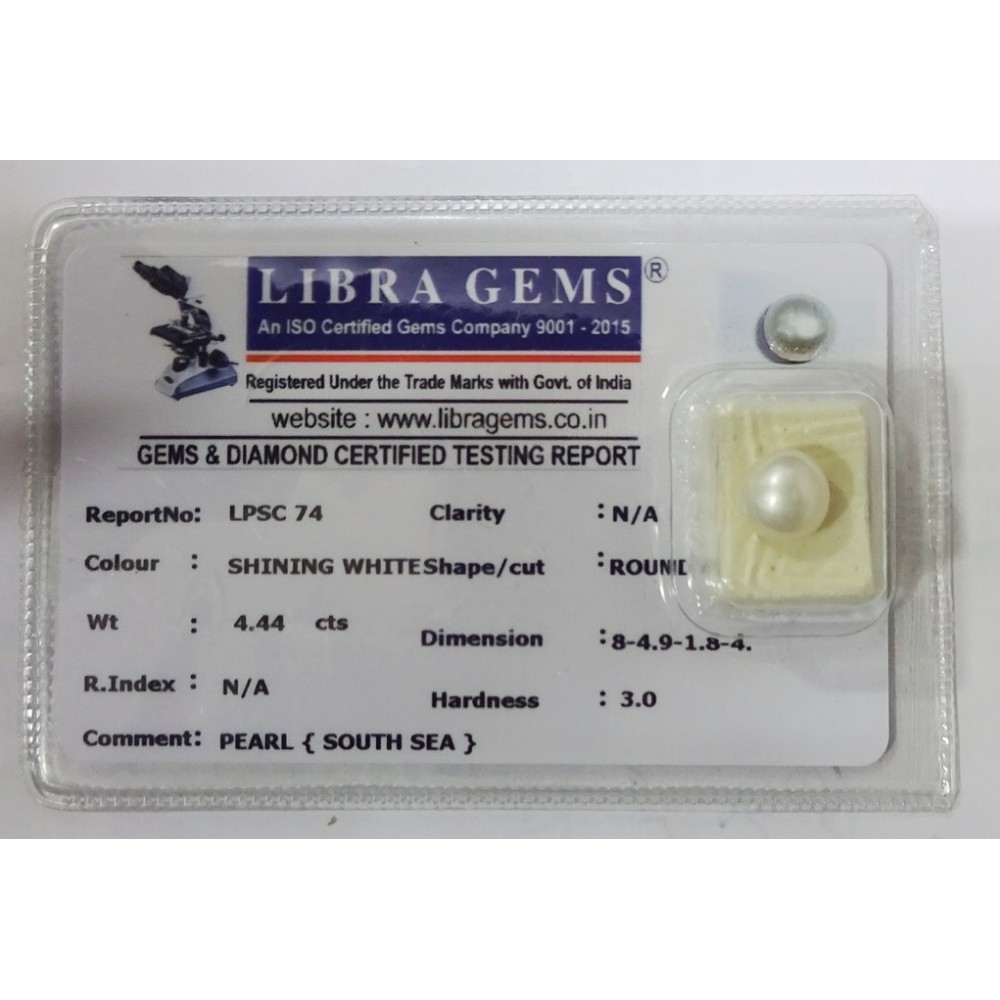 LIBRA GEMS ®
An ISO Certified Gems Company 9001 - 2015
Registered Under the Trade Marks with Govt. of India
website : www.libragems.co.in
GEMS & DIAMOND CERTIFIED TESTING REPORT
ReportNo: LPSC 74 Clarity : N/A
Colour : SHINING WHITE Shape/cut : ROUND
Wt : 4.44 cts Dimension : 8-4.9-1.8-4.
R.Index : N/A Hardness : 3.0
Comment: PEARL { SOUTH SEA }